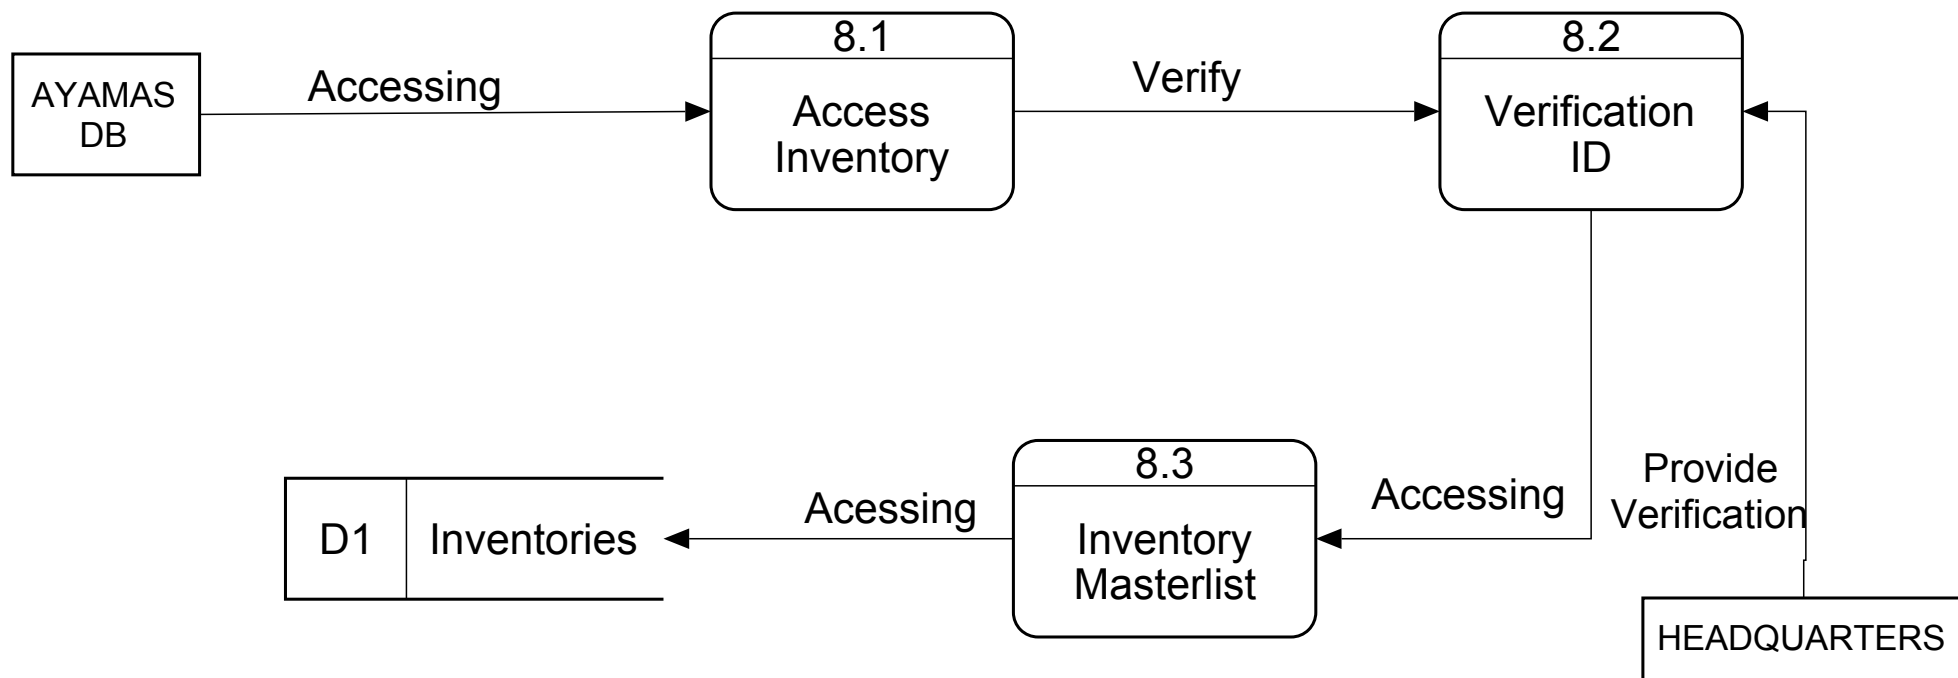 8.1
8.2
AYAMAS
DB
Accessing
Verify
Access
Inventory
Verification
ID
8.3
D1
Inventories
Acessing
Inventory
Masterlist
Accessing
Provide
Verification
HEADQUARTERS